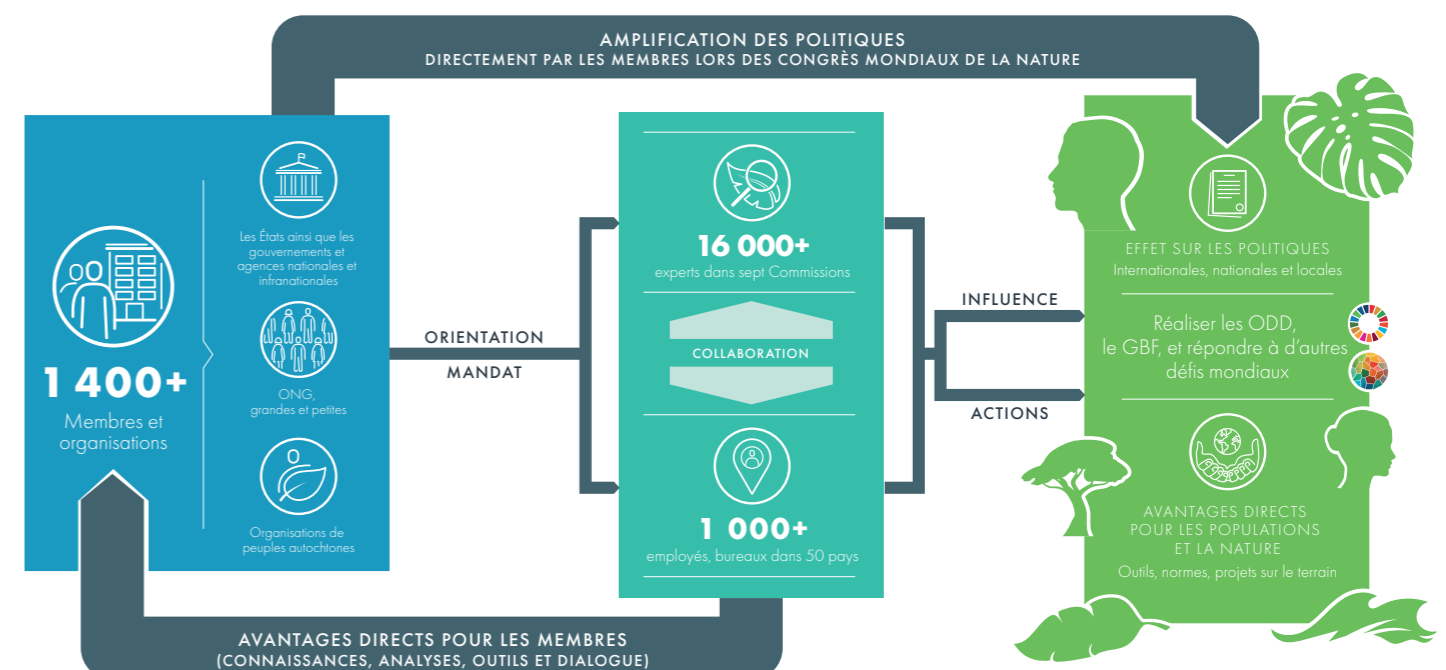 AMPLIFICATION DES POLITIQUES
DIRECTEMENT PAR LES MEMBRES LORS DES CONGRÈS MONDIAUX DE LA NATURE
1 400+
Membres et
organisations
Les États ainsi que les
gouvernements et
agences nationales et
infranationales
ONG,
grandes et petites
Organisations de
peuples autochtones
ORIENTATION
MANDAT
16 000+
experts dans sept Commissions
COLLABORATION
1 000+
employés, bureaux dans 50 pays
INFLUENCE
ACTIONS
EFFET SUR LES POLITIQUES
Internationales, nationales et locales
Réaliser les ODD,
le GBF, et répondre à d'autres
défis mondiaux
AVANTAGES DIRECTS
POUR LES POPULATIONS
ET LA NATURE
Outils, normes, projets sur le terrain
AVANTAGES DIRECTS POUR LES MEMBRES
(CONNAISSANCES, ANALYSES, OUTILS ET DIALOGUE)